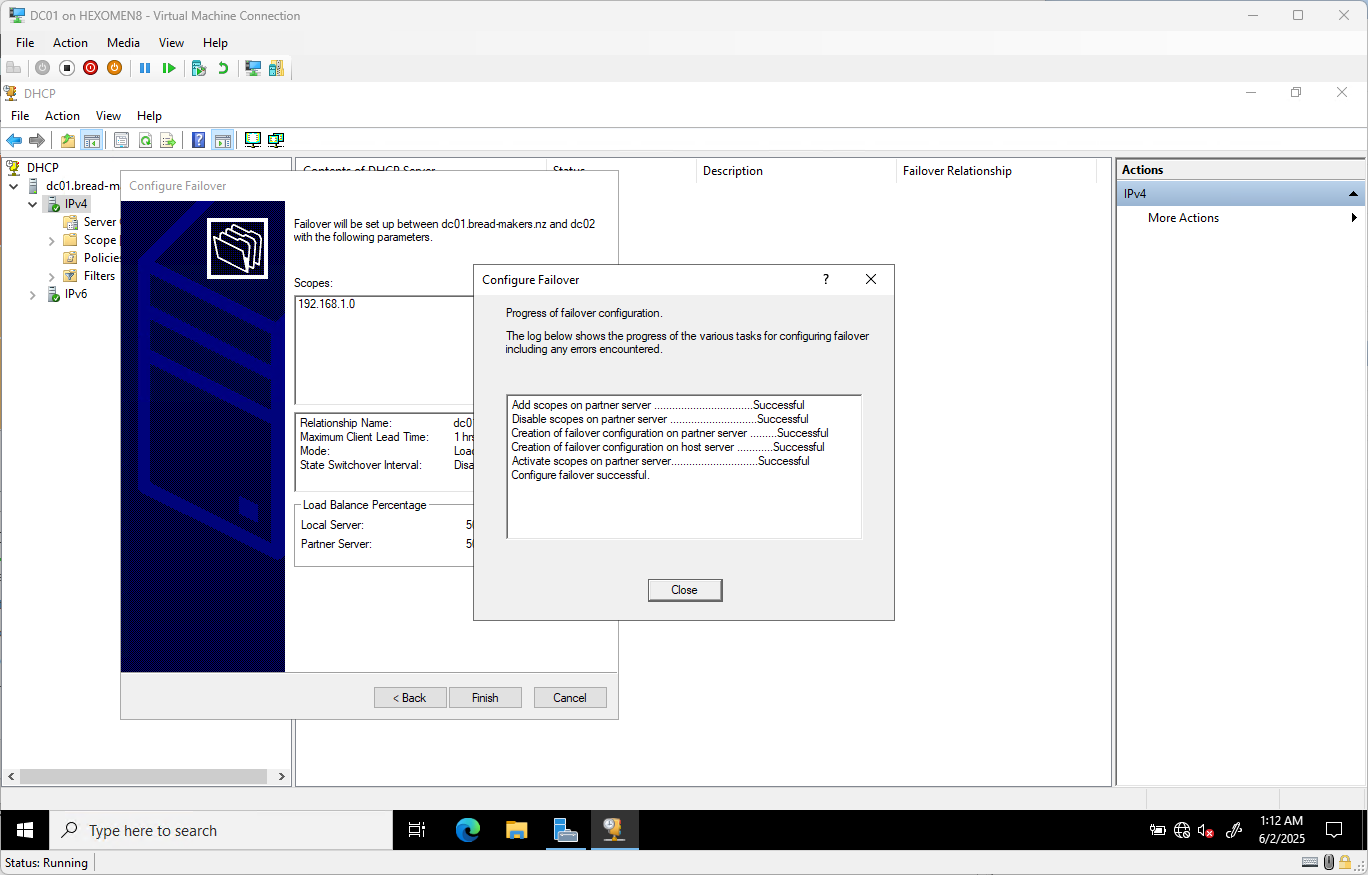 DC01 on HEXOMEN8 - Virtual Machine Connection
File Action Media View Help
DHCP
File Action View Help
DHCP
dc01.bread-m
IPv4
Server
Scope
Policies
Filters
IPv6
Contents of DHCP Server Status Description Failover Relationship
Actions
IPv4
More Actions
Configure Failover
Failover will be set up between dc01.bread-makers.nz and dc02
with the following parameters.
Scopes:
192.168.1.0
Relationship Name: dc0
Maximum Client Lead Time: 1 hrs
Mode: Loa
State Switchover Interval: Disa
Load Balance Percentage
Local Server: 5
Partner Server: 5
< Back Finish Cancel
Configure Failover
?
Progress of failover configuration.
The log below shows the progress of the various tasks for configuring failover
including any errors encountered.
Add scopes on partner server .................................Successful
Disable scopes on partner server .............................Successful
Creation of failover configuration on partner server .........Successful
Creation of failover configuration on host server ............Successful
Activate scopes on partner server.............................Successful
Configure failover successful.
Close
Type here to search
1:12 AM
6/2/2025
Status: Running